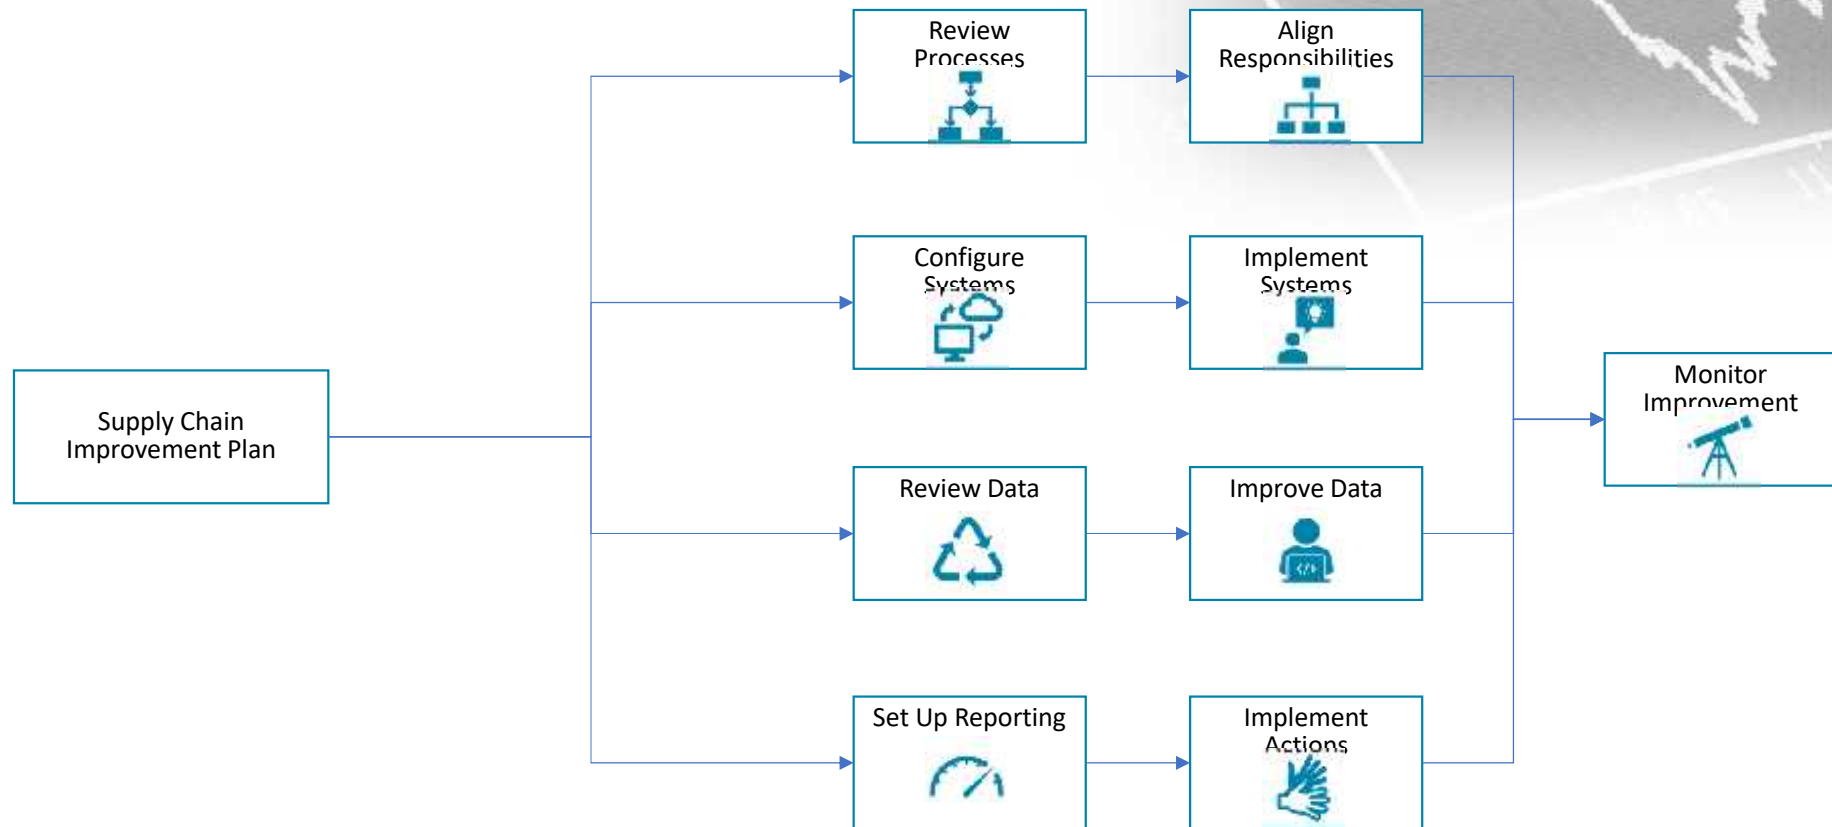 Review
Processes
Align
Responsibilities
Configure
Systems
Implement
Systems
Supply Chain
Improvement Plan
Monitor
Improvement
Review Data
Improve Data
</>
Set Up Reporting
Implement
Actions